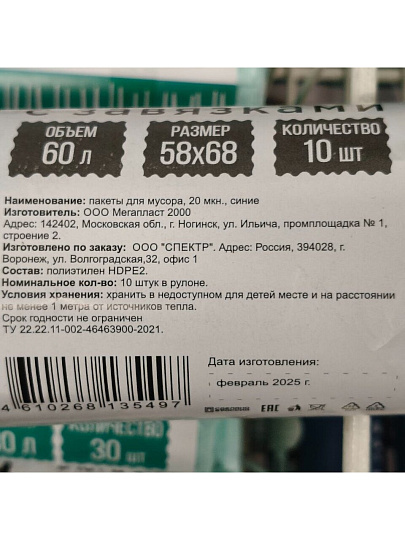 с завязками
ОБЪЕМ
60 л
РАЗМЕР
58х68
КОЛИЧЕСТВО
10 шт
Наименование: пакеты для мусора, 20 мкн., синие
Изготовитель: ООО Мегапласт 2000
Адрес: 142402, Московская обл., г. Ногинск, ул. Ильича, промплощадка № 1,
строение 2.
Изготовлено по заказу: ООО "СПЕКТР". Адрес: Россия, 394028, г.
Воронеж, ул. Волгоградская,32, офис 1
Состав: полиэтилен HDPE2.
Номинальное кол-во: 10 штук в рулоне.
Условия хранения: хранить в недоступном для детей месте и на расстоянии
не менее 1 метра от источников тепла.
Срок годности не ограничен
ТУ 22.22.11-002-46463900-2021.
Дата изготовления:
февраль 2025 г.
4 610268 135497
EAC
0 л
КОЛИЧЕСТВО
30 шт